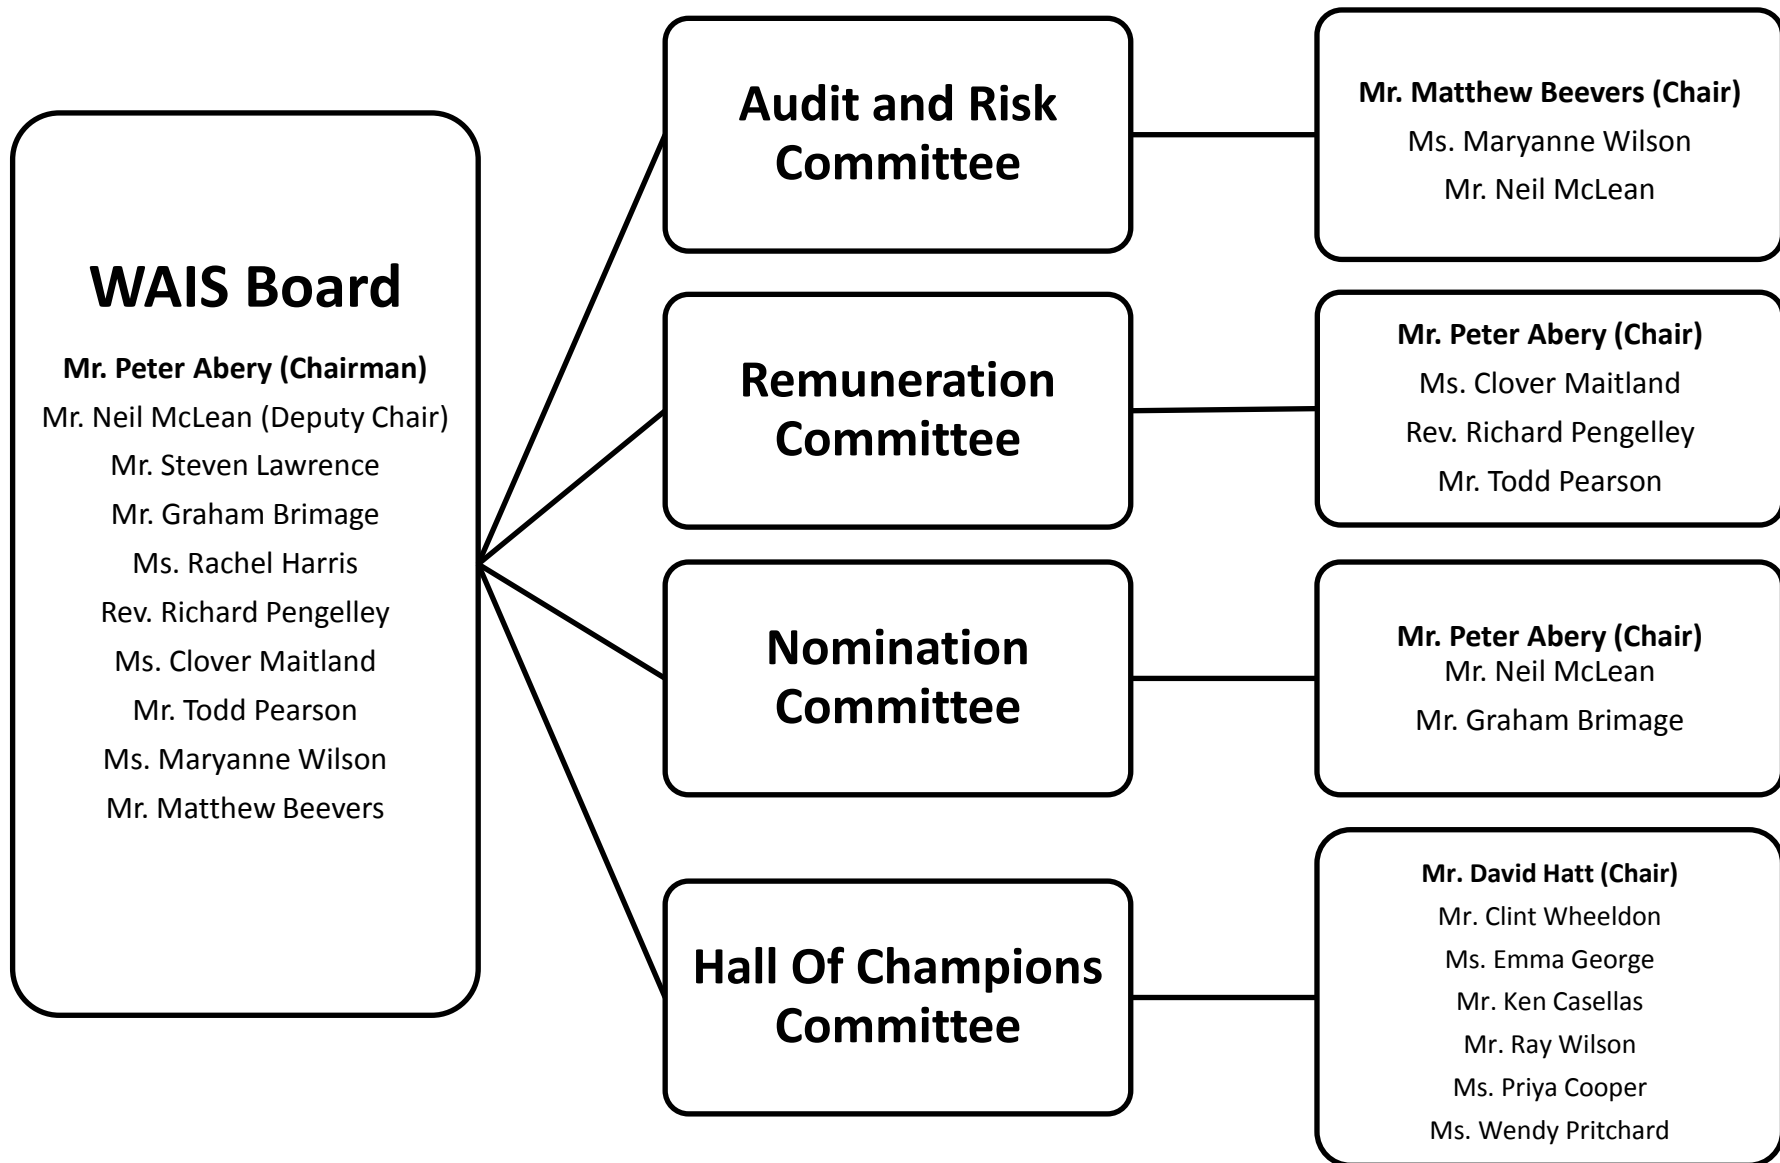 WAIS Board
Mr. Peter Abery (Chairman)
Mr. Neil McLean (Deputy Chair)
Mr. Steven Lawrence
Mr. Graham Brimage
Ms. Rachel Harris
Rev. Richard Pengelley
Ms. Clover Maitland
Mr. Todd Pearson
Ms. Maryanne Wilson
Mr. Matthew Beevers
Audit and Risk
Committee
Mr. Matthew Beevers (Chair)
Ms. Maryanne Wilson
Mr. Neil McLean
Remuneration
Committee
Mr. Peter Abery (Chair)
Ms. Clover Maitland
Rev. Richard Pengelley
Mr. Todd Pearson
Nomination
Committee
Mr. Peter Abery (Chair)
Mr. Neil McLean
Mr. Graham Brimage
Hall Of Champions
Committee
Mr. David Hatt (Chair)
Mr. Clint Wheeldon
Ms. Emma George
Mr. Ken Casellas
Mr. Ray Wilson
Ms. Priya Cooper
Ms. Wendy Pritchard